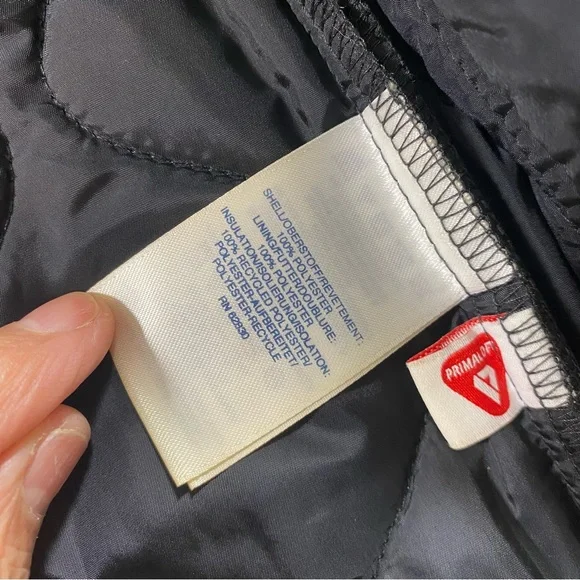 SHELL/OBERSTOFF/REVETEMENT:
100% POLYESTER
LINING/FUTTER/DOUBLURE:
100% POLYESTER
INSULATION/ISOLIERUNG/ISOLATION:
100% RECYCLED POLYESTER/
POLYESTER-AUFBEREITET/
POLYESTER-RECYCLE
RN 62830
PRIMALOFT